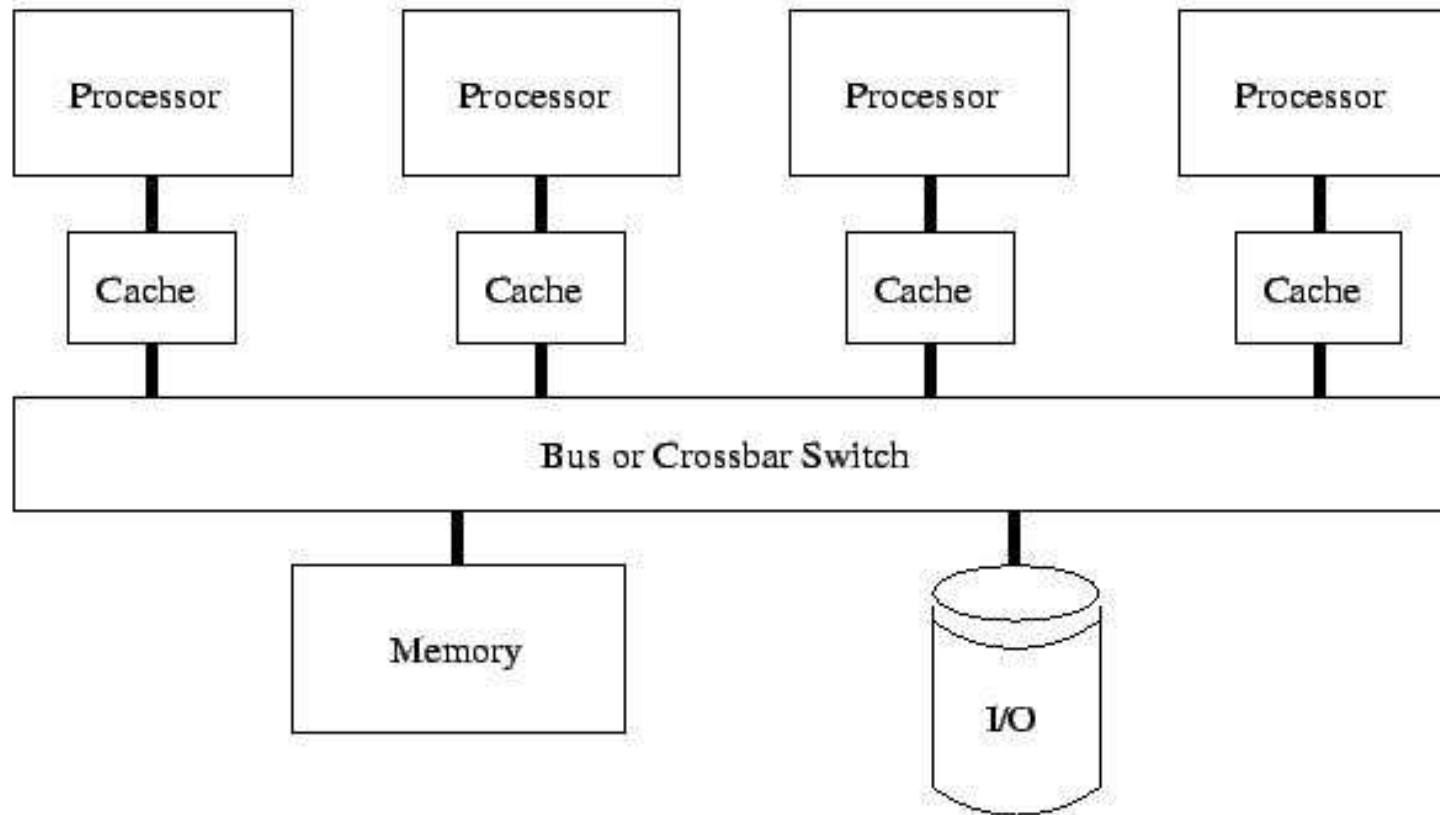 Processor
Processor
Processor
Processor
Cache
Cache
Cache
Cache
Bus or Crossbar Switch
Memory
I/O